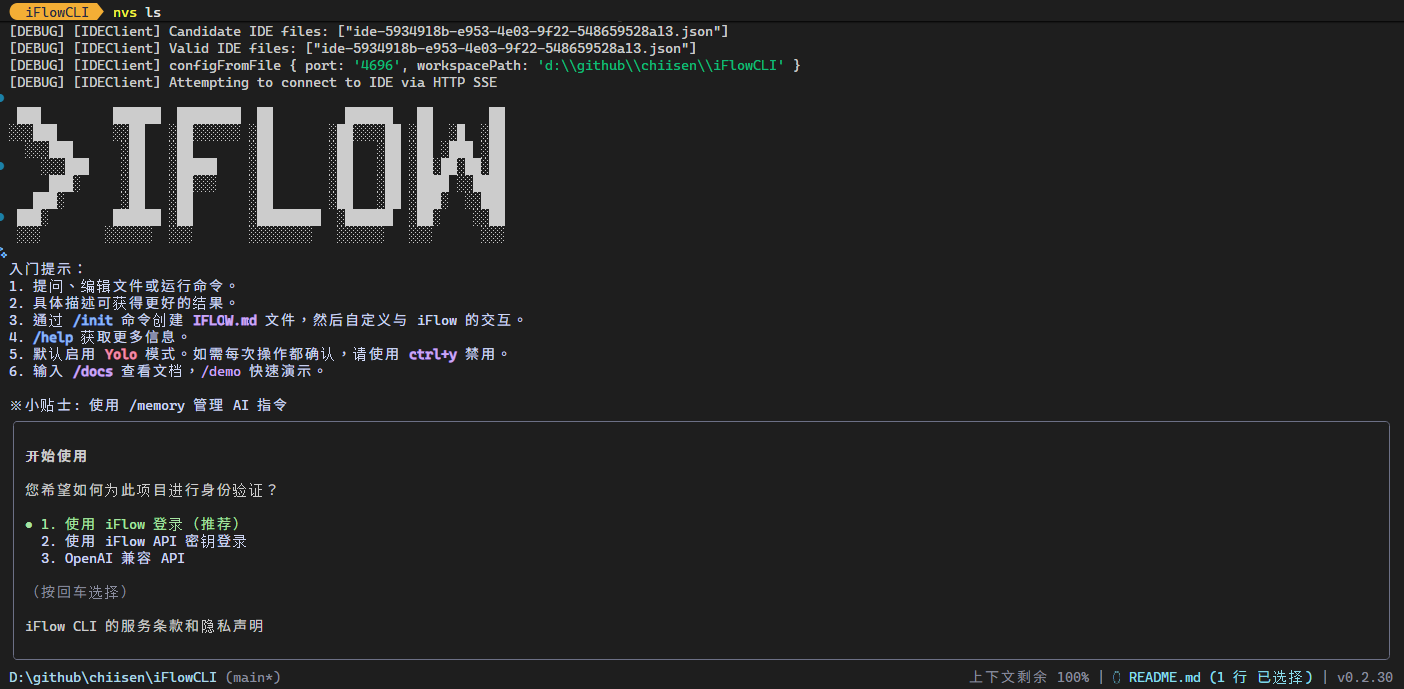 iFlowCLI nvs ls
[DEBUG] [IDEClient] Candidate IDE files: ["ide-5934918b-e953-4e03-9f22-548659528a13.json"]
[DEBUG] [IDEClient] Valid IDE files: ["ide-5934918b-e953-4e03-9f22-548659528a13.json"]
[DEBUG] [IDEClient] configFromFile { port: '4696', workspacePath: 'd:\\github\\chiisen\\iFlowCLI' }
[DEBUG] [IDEClient] Attempting to connect to IDE via HTTP SSE
>IFLOW
入门提示：
1. 提问、编辑文件或运行命令。
2. 具体描述可获得更好的结果。
3. 通过 /init 命令创建 IFLOW.md 文件，然后自定义与 iFlow 的交互。
4. /help 获取更多信息。
5. 默认启用 Yolo 模式。如需每次操作都确认，请使用 ctrl+y 禁用。
6. 输入 /docs 查看文档，/demo 快速演示。
※小贴士: 使用 /memory 管理 AI 指令
开始使用
您希望如何为此项目进行身份验证？
● 1. 使用 iFlow 登录（推荐）
2. 使用 iFlow API 密钥登录
3. OpenAI 兼容 API
（按回车选择）
iFlow CLI 的服务条款和隐私声明
D:\github\chiisen\iFlowCLI (main*) 上下文剩余 100% | {} README.md (1 行 已选择) | v0.2.30